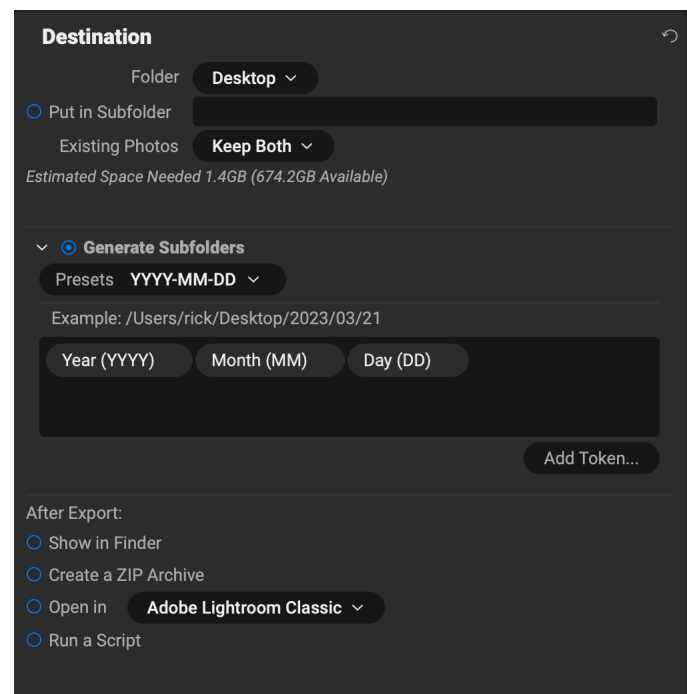 Destination
Folder Desktop
Put in Subfolder
Existing Photos Keep Both
Estimated Space Needed 1.4GB (674.2GB Available)
Generate Subfolders
Presets YYYY-MM-DD
Example: /Users/rick/Desktop/2023/03/21
Year (YYYY) Month (MM) Day (DD)
Add Token...
After Export:
Show in Finder
Create a ZIP Archive
Open in Adobe Lightroom Classic
Run a Script